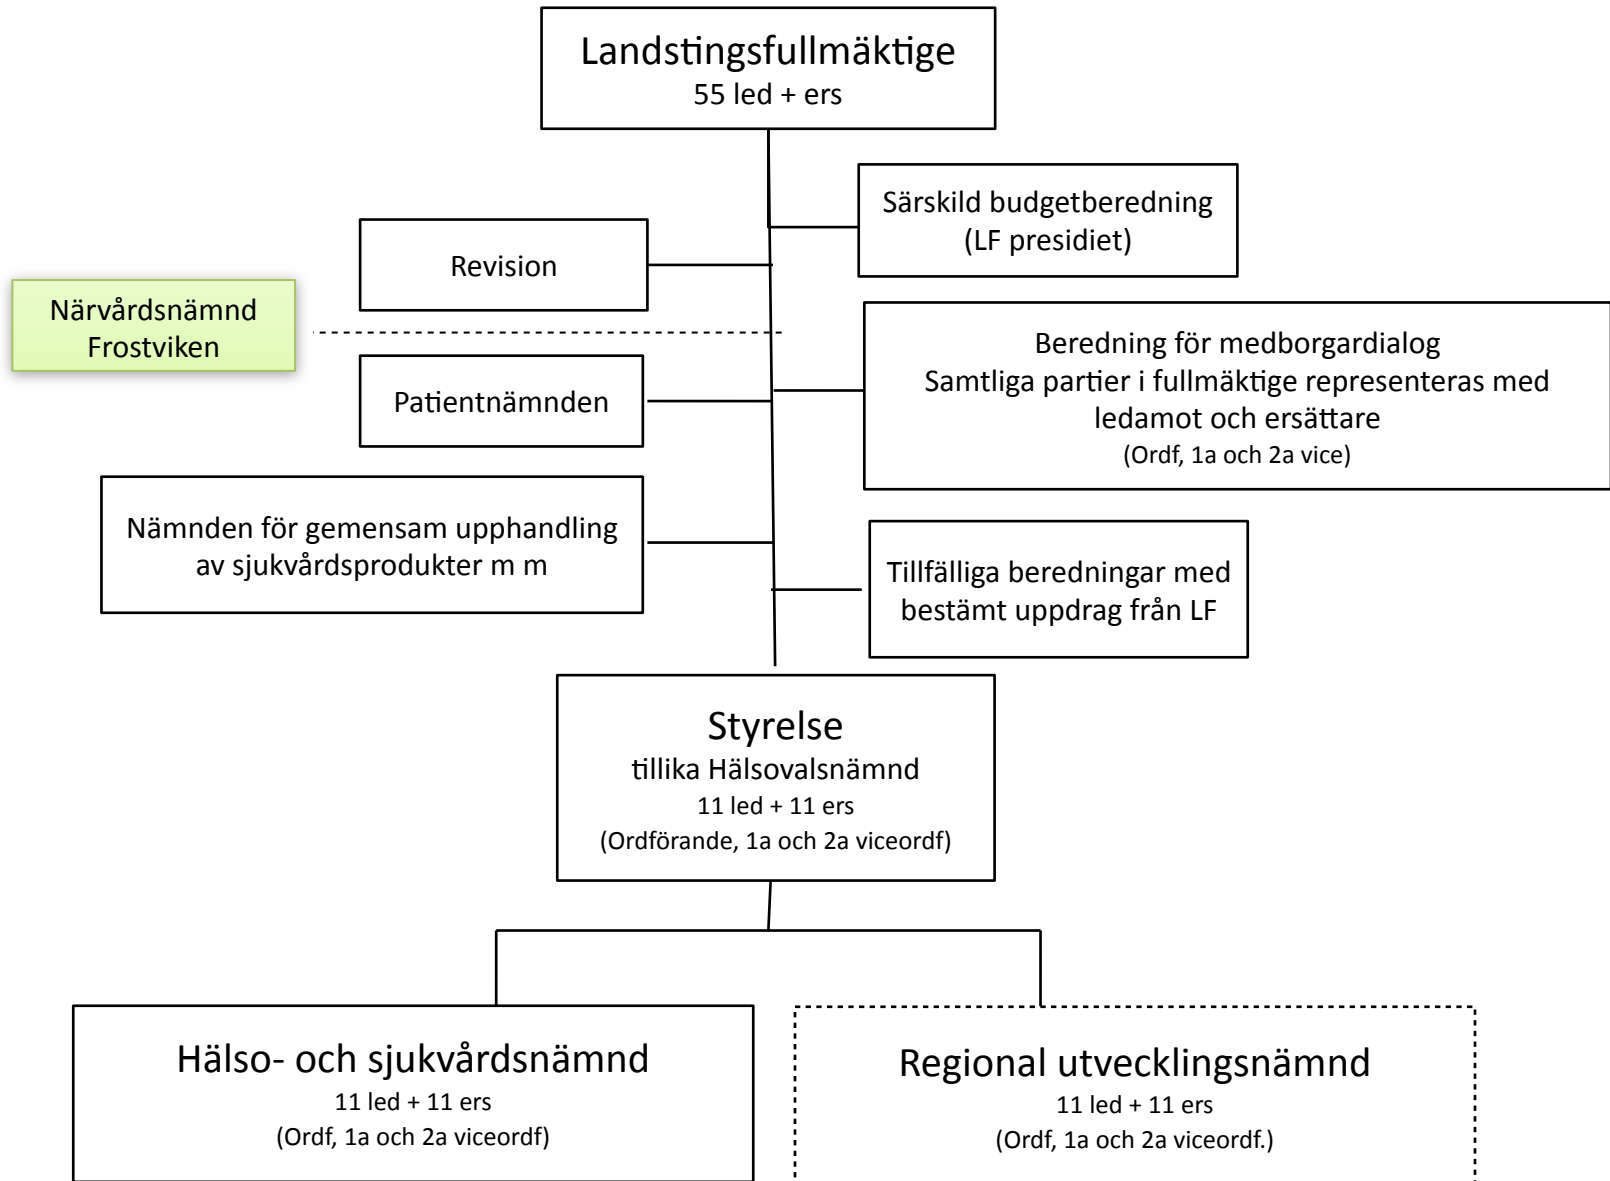 Landstingsfullmäktige
55 led + ers
Särskild budgetberedning
(LF presidiet)
Revision
Närvårdsnämnd
Frostviken
Beredning för medborgardialog
Samtliga partier i fullmäktige representeras med
ledamot och ersättare
(Ordf, 1a och 2a vice)
Patientnämnden
Nämnden för gemensam upphandling
av sjukvårdsprodukter m m
Tillfälliga beredningar med
bestämt uppdrag från LF
Styrelse
tillika Hälsovalsnämnd
11 led + 11 ers
(Ordförande, 1a och 2a viceordf)
Hälso- och sjukvårdsnämnd
11 led + 11 ers
(Ordf, 1a och 2a viceordf)
Regional utvecklingsnämnd
11 led + 11 ers
(Ordf, 1a och 2a viceordf.)